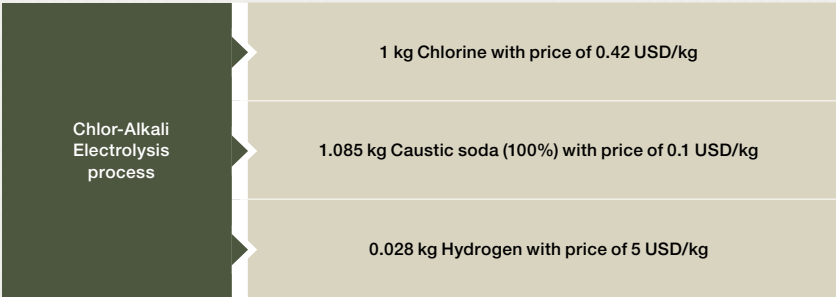 Chlor-Alkali
Electrolysis
process
1 kg Chlorine with price of 0.42 USD/kg
1.085 kg Caustic soda (100%) with price of 0.1 USD/kg
0.028 kg Hydrogen with price of 5 USD/kg